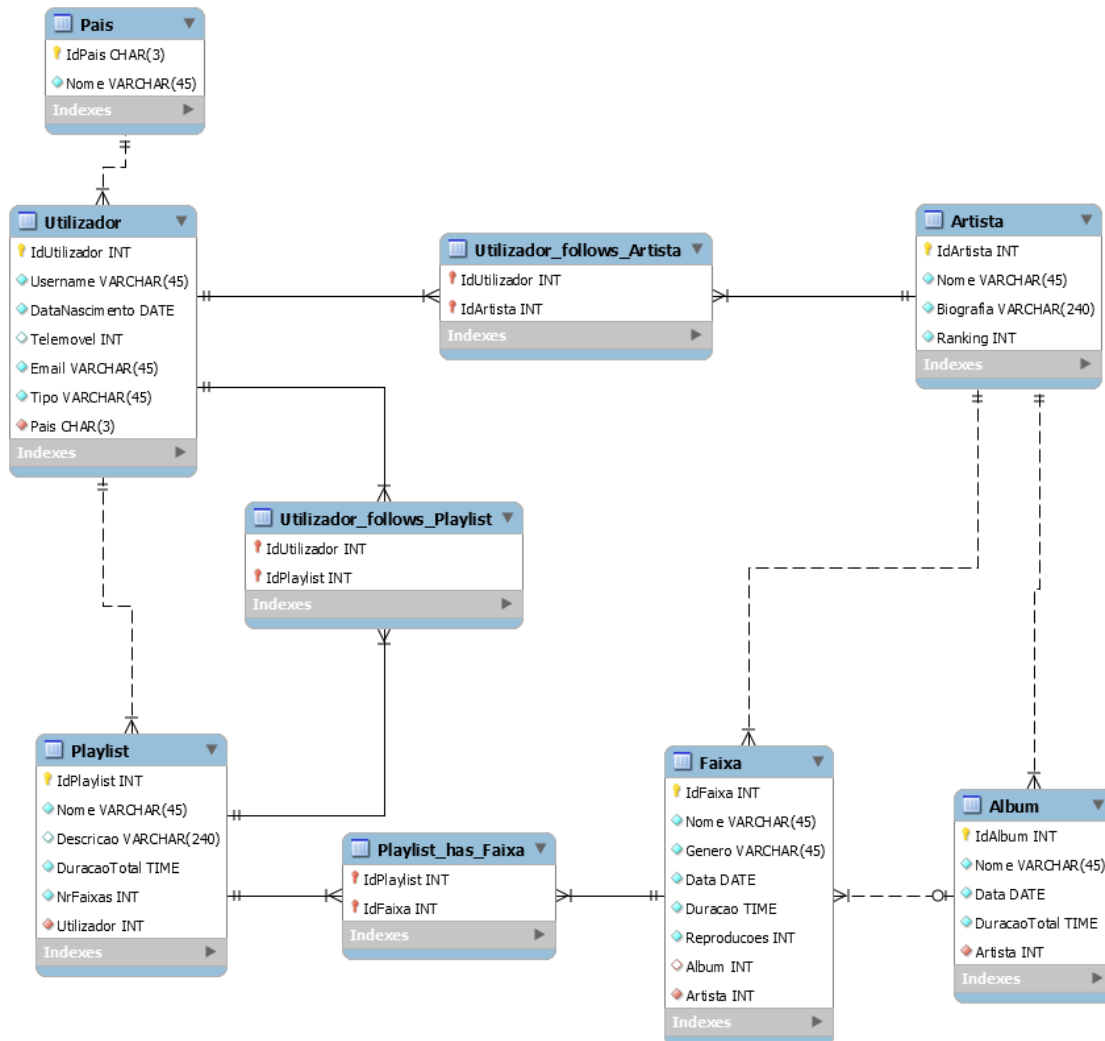 Pais
IdPais CHAR(3)
Nome VARCHAR(45)
Indexes
Utilizador
IdUtilizador INT
Username VARCHAR(45)
DataNascimento DATE
Telemovel INT
Email VARCHAR(45)
Tipo VARCHAR(45)
Pais CHAR(3)
Indexes
Utilizador_follows_Artista
IdUtilizador INT
IdArtista INT
Indexes
Artista
IdArtista INT
Nome VARCHAR(45)
Biografia VARCHAR(240)
Ranking INT
Indexes
Utilizador_follows_Playlist
IdUtilizador INT
IdPlaylist INT
Indexes
Playlist
IdPlaylist INT
Nome VARCHAR(45)
Descricao VARCHAR(240)
DuracaoTotal TIME
NrFaixas INT
Utilizador INT
Indexes
Playlist_has_Faixa
IdPlaylist INT
IdFaixa INT
Indexes
Faixa
IdFaixa INT
Nome VARCHAR(45)
Genero VARCHAR(45)
Data DATE
Duracao TIME
Reproducoes INT
Album INT
Artista INT
Indexes
Album
IdAlbum INT
Nome VARCHAR(45)
Data DATE
DuracaoTotal TIME
Artista INT
Indexes